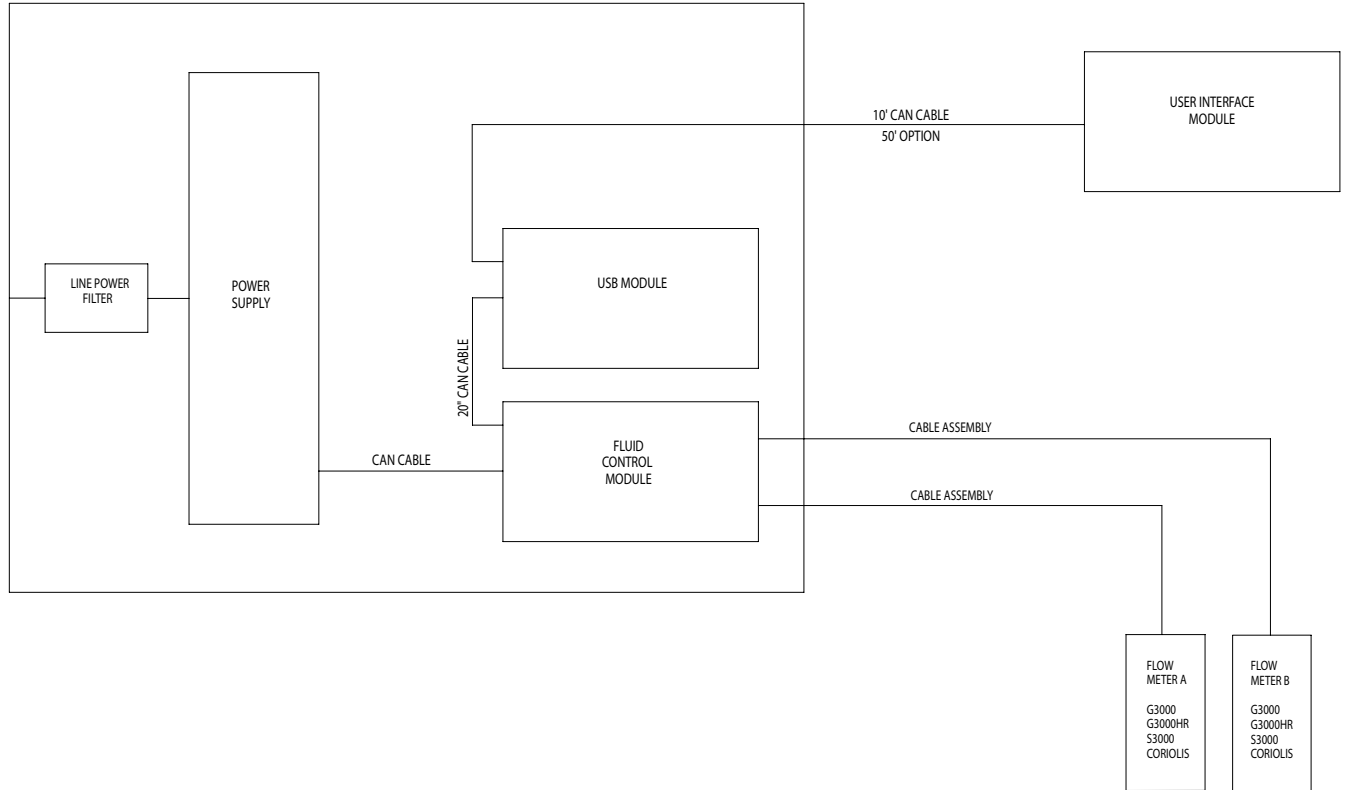 10' CAN CABLE
50' OPTION
USER INTERFACE
MODULE
LINE POWER
FILTER
POWER
SUPPLY
USB MODULE
20" CAN CABLE
CAN CABLE
FLUID
CONTROL
MODULE
CABLE ASSEMBLY
CABLE ASSEMBLY
FLOW
METER A
G3000
G3000HR
S3000
CORIOLIS
FLOW
METER B
G3000
G3000HR
S3000
CORIOLIS